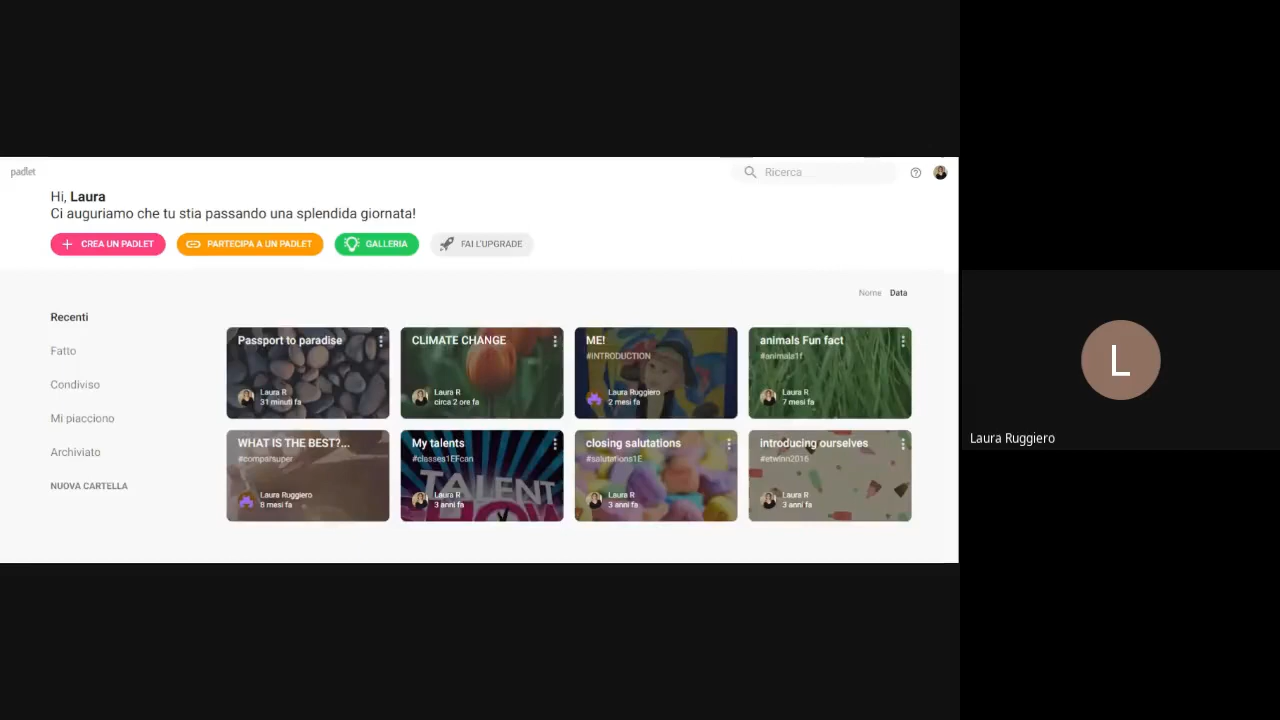 padlet
Ricerca ...
Hi, Laura
Ci auguriamo che tu stia passando una splendida giornata!
CREA UN PADLET
PARTECIPA A UN PADLET
GALLERIA
FAI L'UPGRADE
Nome Data
Recenti
Fatto
Condiviso
Mi piacciono
Archiviato
NUOVA CARTELLA
Passport to paradise
Laura R
31 minuti fa
CLIMATE CHANGE
Laura R
circa 2 ore fa
ME!
#INTRODUCTION
Laura Ruggiero
2 mesi fa
animals Fun fact
#animals1f
Laura R
7 mesi fa
WHAT IS THE BEST?...
#comparsuper
Laura Ruggiero
8 mesi fa
My talents
#classes1EFcan
TALENT
Laura R
3 anni fa
closing salutations
#salutations1E
Laura R
3 anni fa
introducing ourselves
#etwinn2016
Laura R
3 anni fa
L
Laura Ruggiero